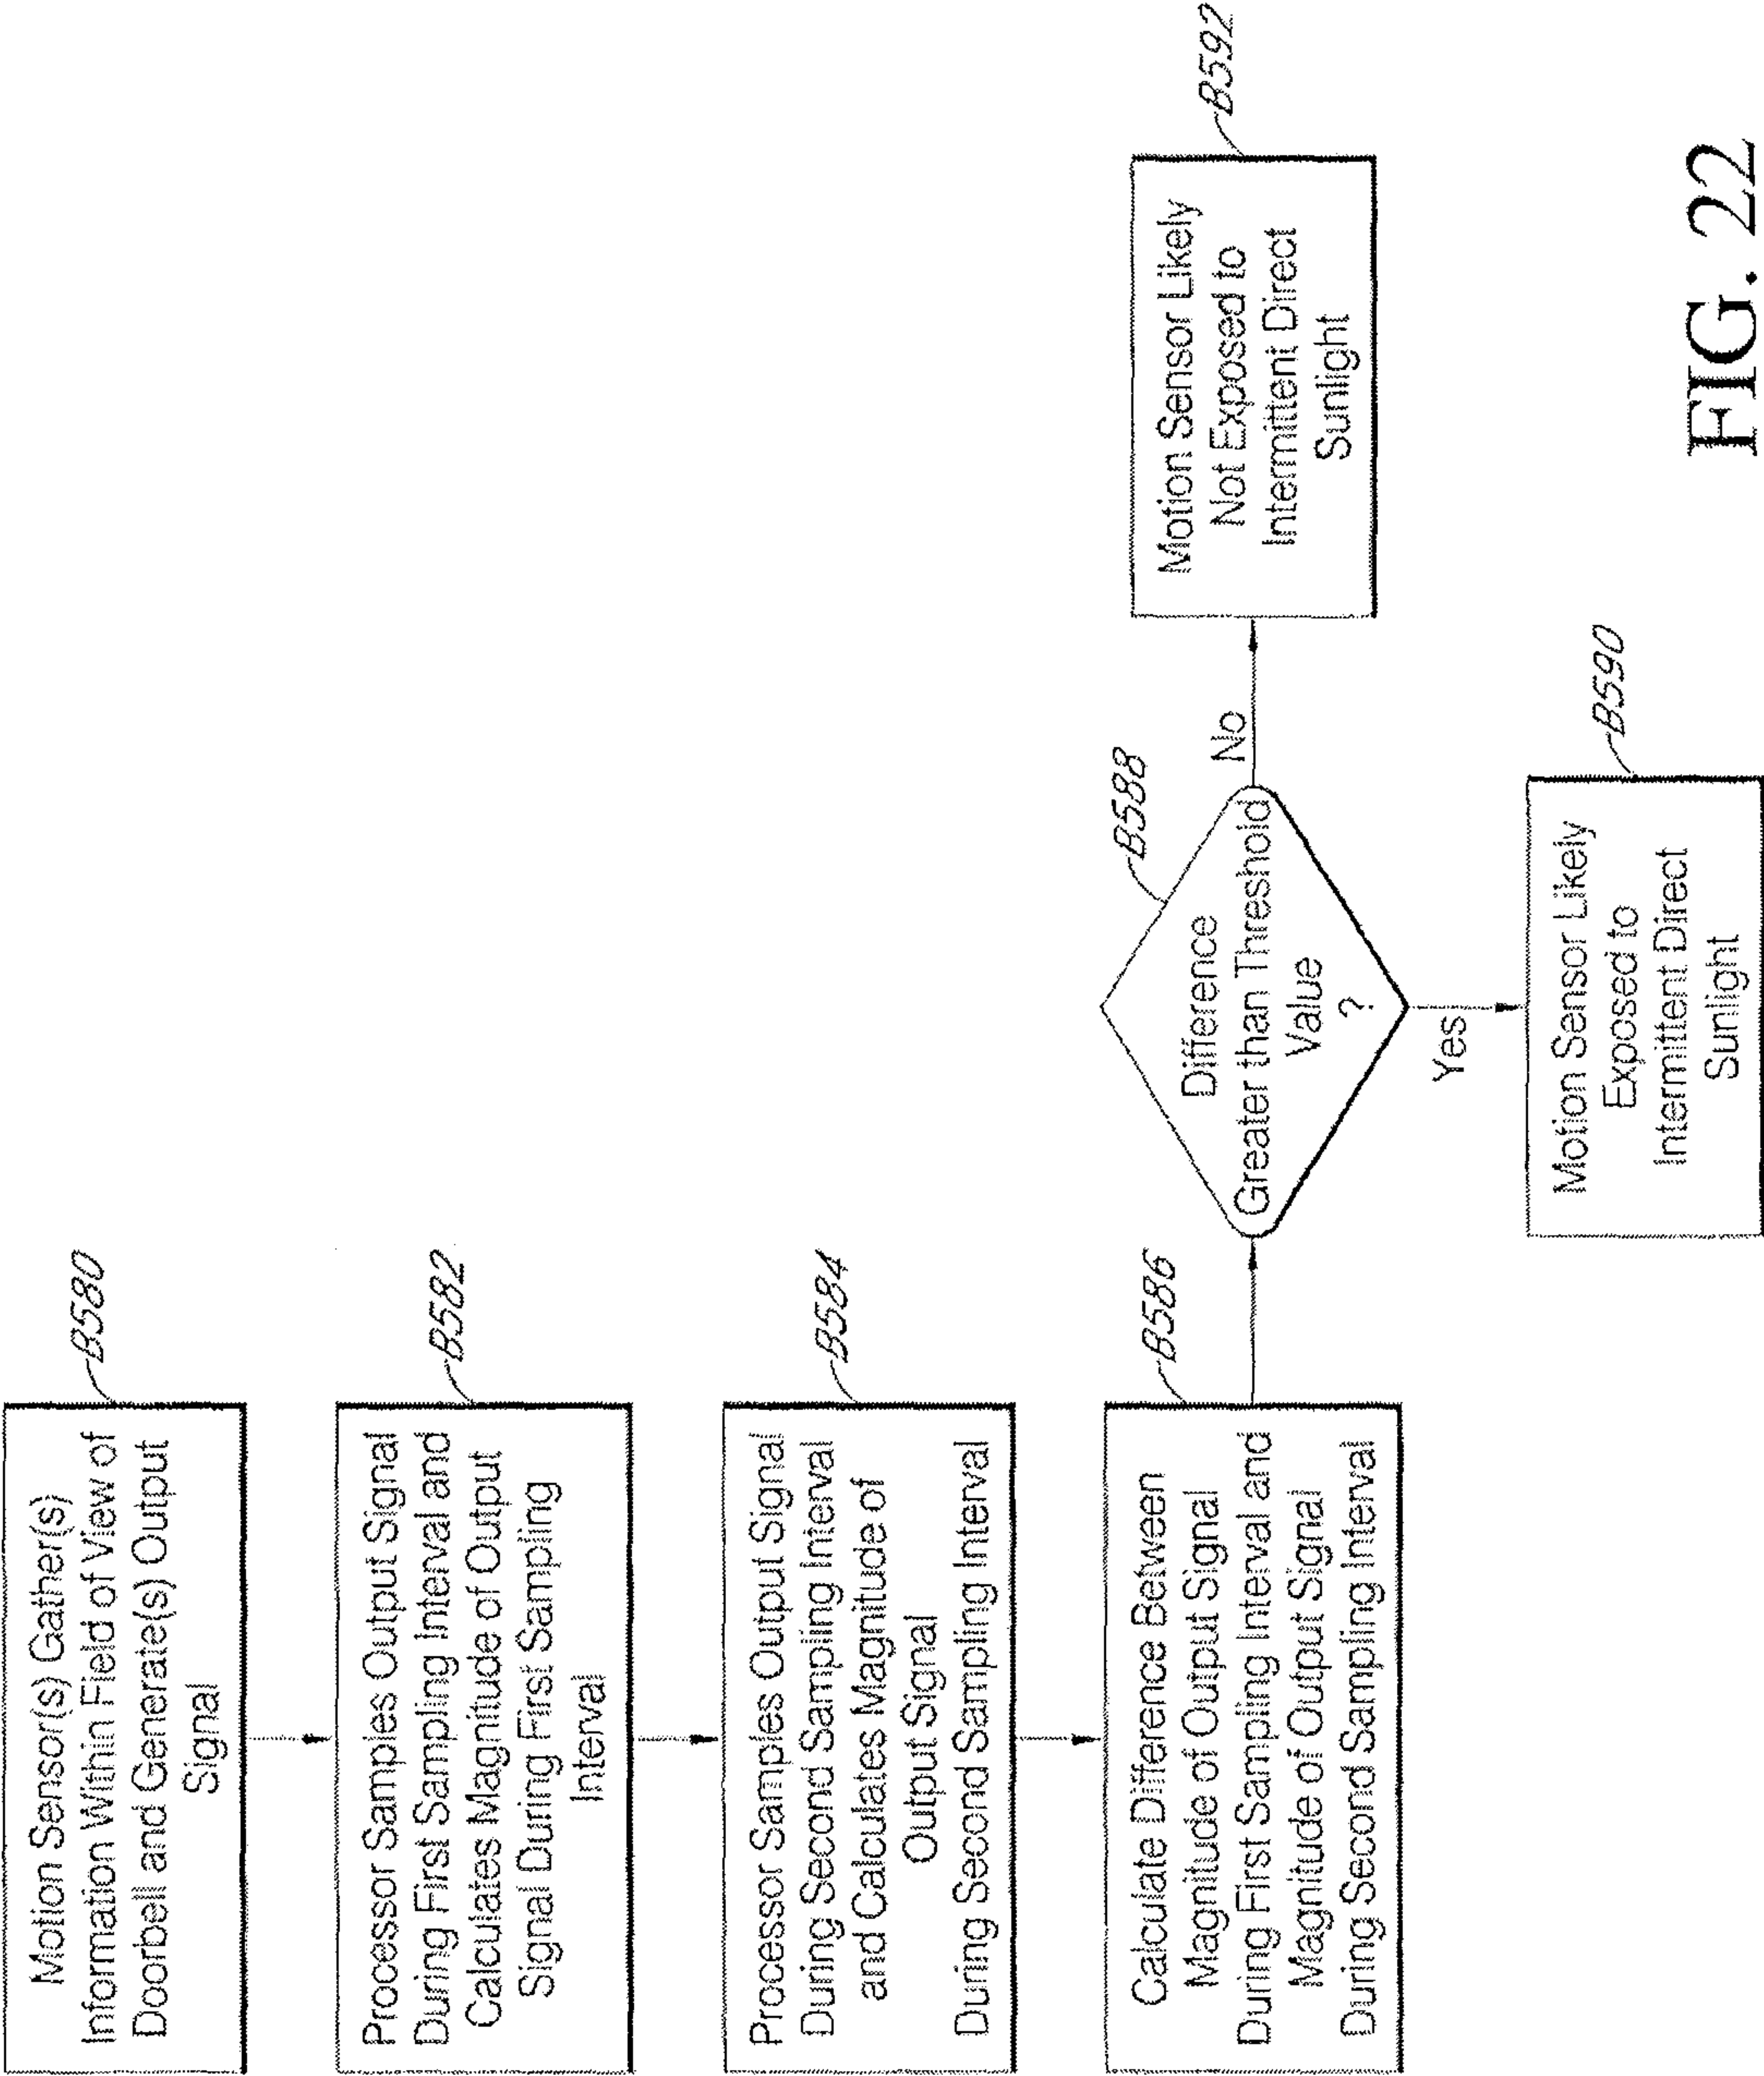 Motion Sensor(s) Gather(s)
Information Within Field of View of
Doorbell and Generate(s) Output
Signal
B580
Processor Samples Output Signal
During First Sampling Interval and
Calculates Magnitude of Output
Signal During First Sampling
Interval
B582
Processor Samples Output Signal
During Second Sampling Interval
and Calculates Magnitude of
Output Signal
During Second Sampling Interval
B584
Calculate Difference Between
Magnitude of Output Signal
During First Sampling Interval and
Magnitude of Output Signal
During Second Sampling Interval
B586
Difference
Greater than Threshold
Value
?
B588
No
Yes
Motion Sensor Likely
Exposed to
Intermittent Direct
Sunlight
B590
Motion Sensor Likely
Not Exposed to
Intermittent Direct
Sunlight
B592
FIG. 22